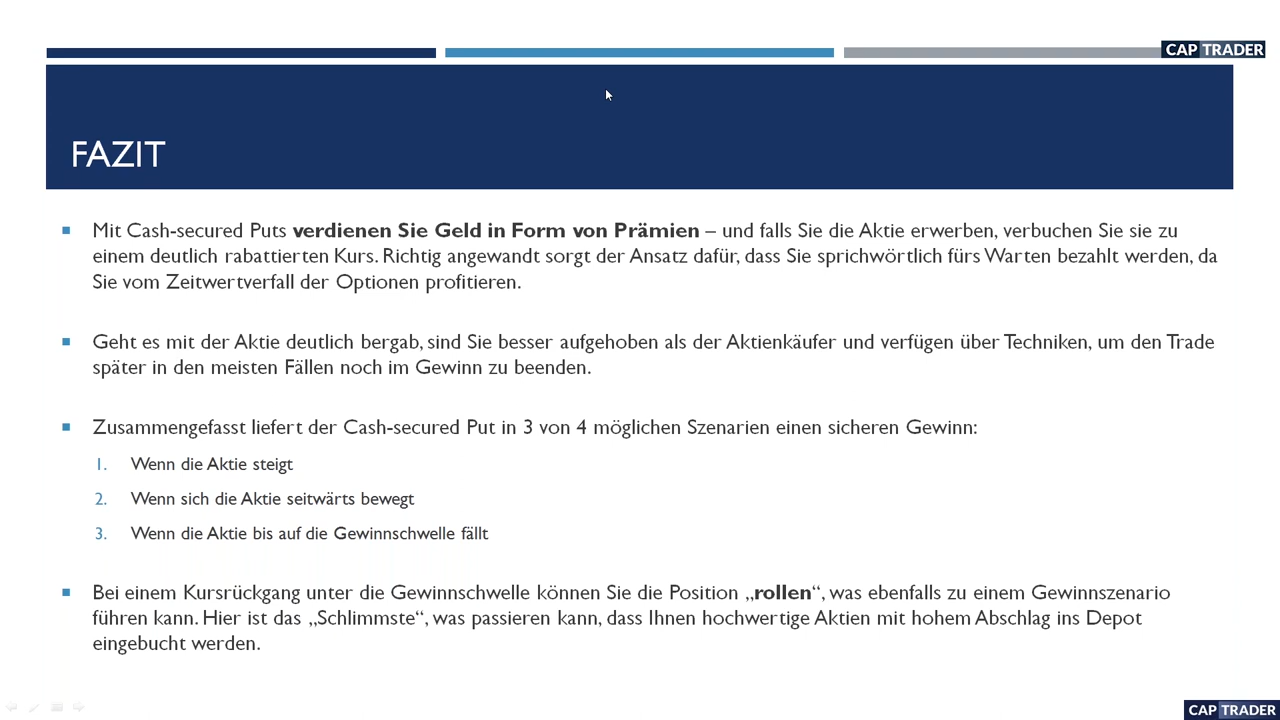 CAP TRADER
FAZIT
▪ Mit Cash-secured Puts verdienen Sie Geld in Form von Prämien – und falls Sie die Aktie erwerben, verbuchen Sie sie zu
einem deutlich rabattierten Kurs. Richtig angewandt sorgt der Ansatz dafür, dass Sie sprichwörtlich fürs Warten bezahlt werden, da
Sie vom Zeitwertverfall der Optionen profitieren.
▪ Geht es mit der Aktie deutlich bergab, sind Sie besser aufgehoben als der Aktienkäufer und verfügen über Techniken, um den Trade
später in den meisten Fällen noch im Gewinn zu beenden.
▪ Zusammengefasst liefert der Cash-secured Put in 3 von 4 möglichen Szenarien einen sicheren Gewinn:
1. Wenn die Aktie steigt
2. Wenn sich die Aktie seitwärts bewegt
3. Wenn die Aktie bis auf die Gewinnschwelle fällt
▪ Bei einem Kursrückgang unter die Gewinnschwelle können Sie die Position „rollen“, was ebenfalls zu einem Gewinnszenario
führen kann. Hier ist das „Schlimmste“, was passieren kann, dass Ihnen hochwertige Aktien mit hohem Abschlag ins Depot
eingebucht werden.
CAP TRADER